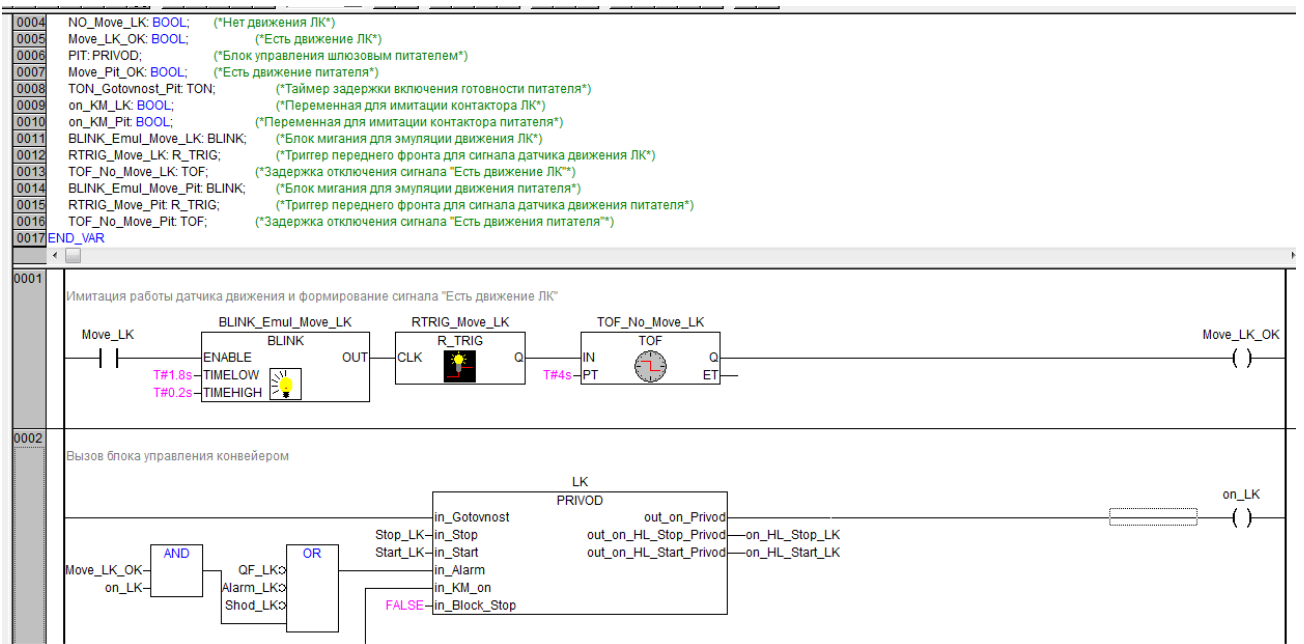 0004 NO_Move_LK: BOOL; (*Нет движения ЛК*)
0005 Move_LK_OK: BOOL; (*Есть движение ЛК*)
0006 PIT: PRIVOD; (*Блок управления шлюзовым питателем*)
0007 Move_Pit_OK: BOOL; (*Есть движение питателя*)
0008 TON_Gotovnost_Pit: TON; (*Таймер задержки включения готовности питателя*)
0009 on_KM_LK: BOOL; (*Переменная для имитации контактора ЛК*)
0010 on_KM_Pit: BOOL; (*Переменная для имитации контактора питателя*)
0011 BLINK_Emul_Move_LK: BLINK; (*Блок мигания для эмуляции движения ЛК*)
0012 RTRIG_Move_LK: R_TRIG; (*Триггер переднего фронта для сигнала датчика движения ЛК*)
0013 TOF_No_Move_LK: TOF; (*Задержка отключения сигнала "Есть движение ЛК"*)
0014 BLINK_Emul_Move_Pit: BLINK; (*Блок мигания для эмуляции движения питателя*)
0015 RTRIG_Move_Pit: R_TRIG; (*Триггер переднего фронта для сигнала датчика движения питателя*)
0016 TOF_No_Move_Pit: TOF; (*Задержка отключения сигнала "Есть движения питателя"*)
0017 END_VAR
0001
Имитация работы датчика движения и формирование сигнала "Есть движение ЛК"
BLINK_Emul_Move_LK RTRIG_Move_LK TOF_No_Move_LK
Move_LK BLINK R_TRIG TOF Move_LK_OK
ENABLE OUT CLK Q IN Q
T#1.8s TIMELOW T#4s PT ET
T#0.2s TIMEHIGH
0002
Вызов блока управления конвейером
LK
PRIVOD on_LK
in_Gotovnost out_on_Privod
Stop_LK in_Stop out_on_HL_Stop_Privod on_HL_Stop_LK
Start_LK in_Start out_on_HL_Start_Privod on_HL_Start_LK
AND OR
Move_LK_OK QF_LK in_Alarm
on_LK Alarm_LK in_KM_on
Shod_LK FALSE in_Block_Stop